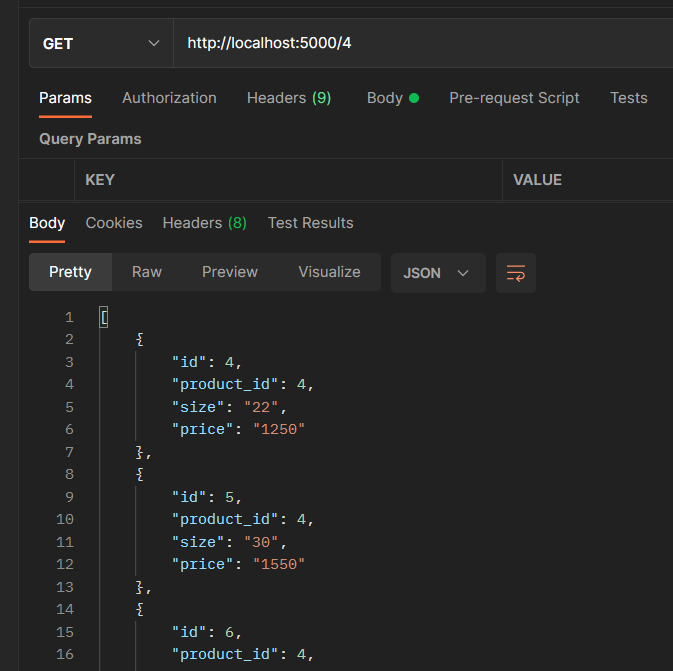 GET http://localhost:5000/4
Params Authorization Headers (9) Body Pre-request Script Tests
Query Params
KEY VALUE
Body Cookies Headers (8) Test Results
Pretty Raw Preview Visualize JSON
1 [
2 {
3 "id": 4,
4 "product_id": 4,
5 "size": "22",
6 "price": "1250"
7 },
8 {
9 "id": 5,
10 "product_id": 4,
11 "size": "30",
12 "price": "1550"
13 },
14 {
15 "id": 6,
16 "product_id": 4,